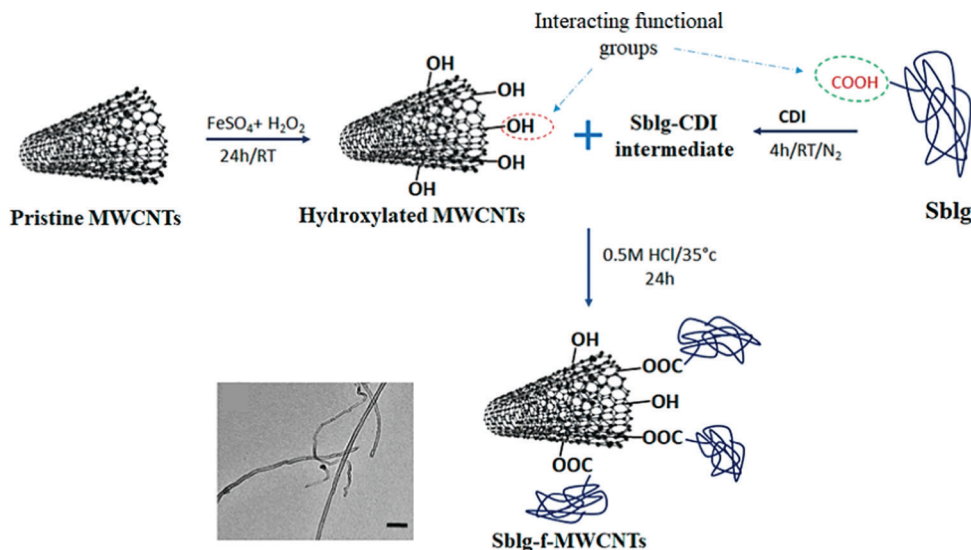 Interacting functional
groups
OH
OH
OH
OH
OH
COOH
FeSO₄+ H₂O₂
24h/RT
+
Sblg-CDI
intermediate
CDI
4h/RT/N₂
Pristine MWCNTs
Hydroxylated MWCNTs
Sblg
0.5M HCl/35°c
24h
OH
OOC
OH
OOC
OOC
Sblg-f-MWCNTs